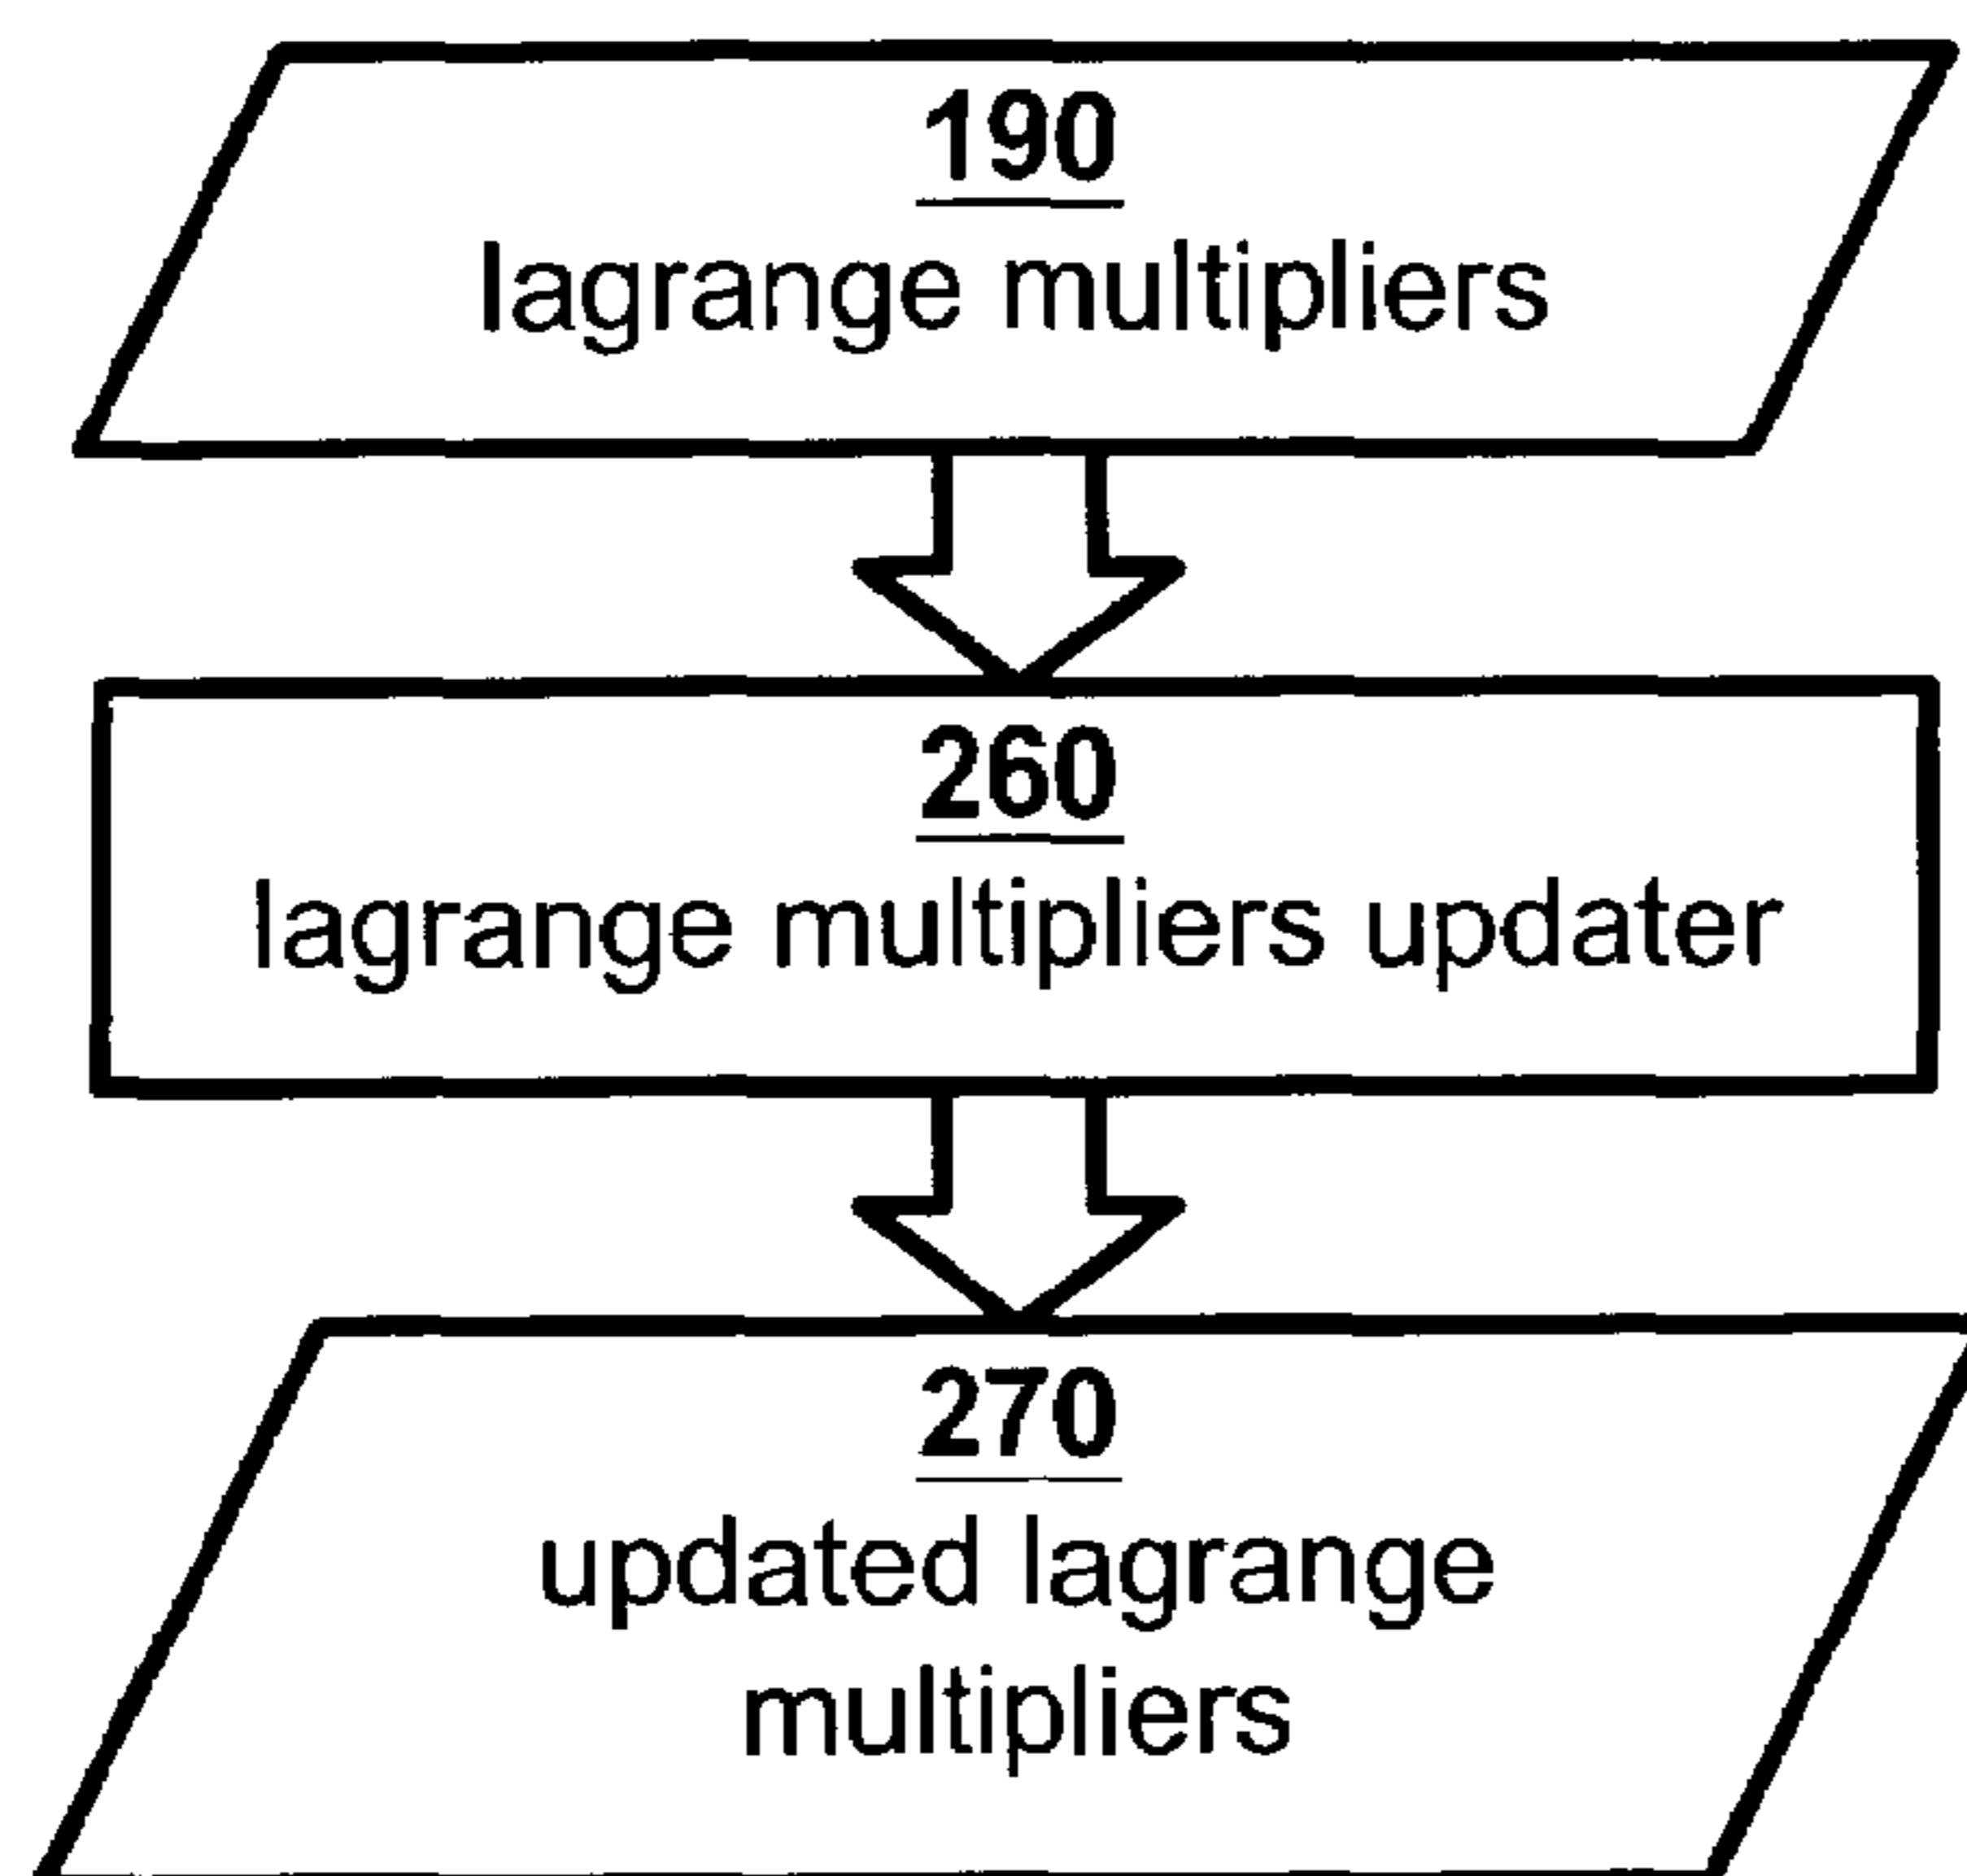 190
lagrange multipliers
260
lagrange multipliers updater
270
updated lagrange
multipliers